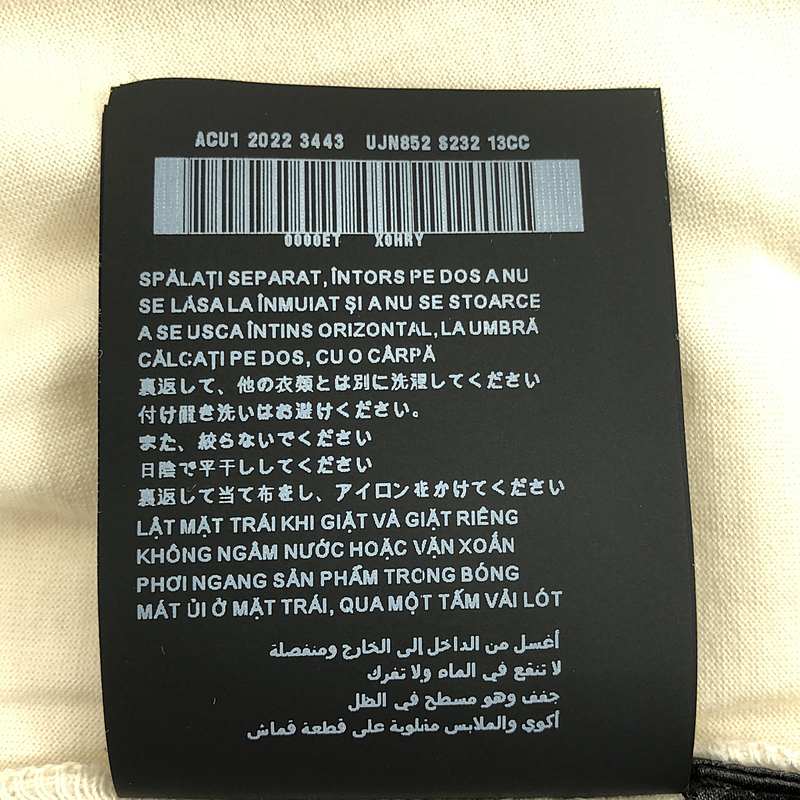 ACU1 2022 3443 UJN852 S232 13CC
0000ET X0HRY
SPĂLAȚI SEPARAT, ÎNTORS PE DOS A NU
SE LĂSA LA ÎNMUIAT ȘI A NU SE STOARCE
A SE USCA ÎNTINS ORIZONTAL, LA UMBRĂ
CĂLCAȚI PE DOS, CU O CÂRPĂ
裏返して、他の衣類とは別に洗濯してください
付け置き洗いはお避けください。
また、絞らないでください
日陰で平干ししてください
裏返して当て布をし、アイロンをかけてください
LẬT MẶT TRÁI KHI GIẶT VÀ GIẶT RIÊNG
KHÔNG NGÂM NƯỚC HOẶC VẶN XOẮN
PHƠI NGANG SẢN PHẨM TRONG BÓNG
MÁT ỦI Ở MẶT TRÁI, QUA MỘT TẤM VẢI LÓT
أغسل من الداخل إلى الخارج ومنفصلة
لا تنقع في الماء ولا تفرك
جفف وهو مسطح في الظل
أكوي والملابس مقلوبة على قطعة قماش